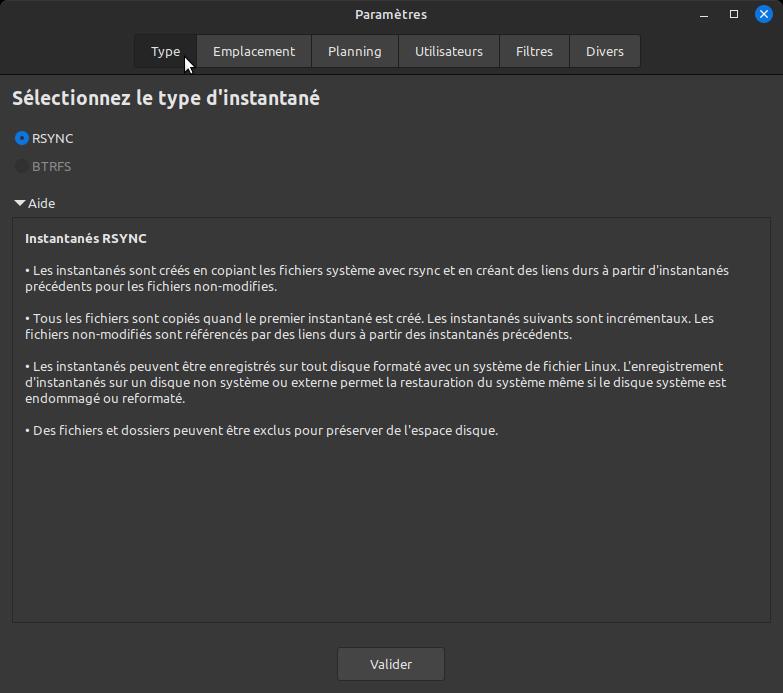 Paramètres
Type
Emplacement
Planning
Utilisateurs
Filtres
Divers
Sélectionnez le type d'instantané
RSYNC
BTRFS
Aide
Instantanés RSYNC
• Les instantanés sont créés en copiant les fichiers système avec rsync et en créant des liens durs à partir d'instantanés
précédents pour les fichiers non-modifies.
• Tous les fichiers sont copiés quand le premier instantané est créé. Les instantanés suivants sont incrémentaux. Les
fichiers non-modifiés sont référencés par des liens durs à partir des instantanés précédents.
• Les instantanés peuvent être enregistrés sur tout disque formaté avec un système de fichier Linux. L'enregistrement
d'instantanés sur un disque non système ou externe permet la restauration du système même si le disque système est
endommagé ou reformaté.
• Des fichiers et dossiers peuvent être exclus pour préserver de l'espace disque.
Valider